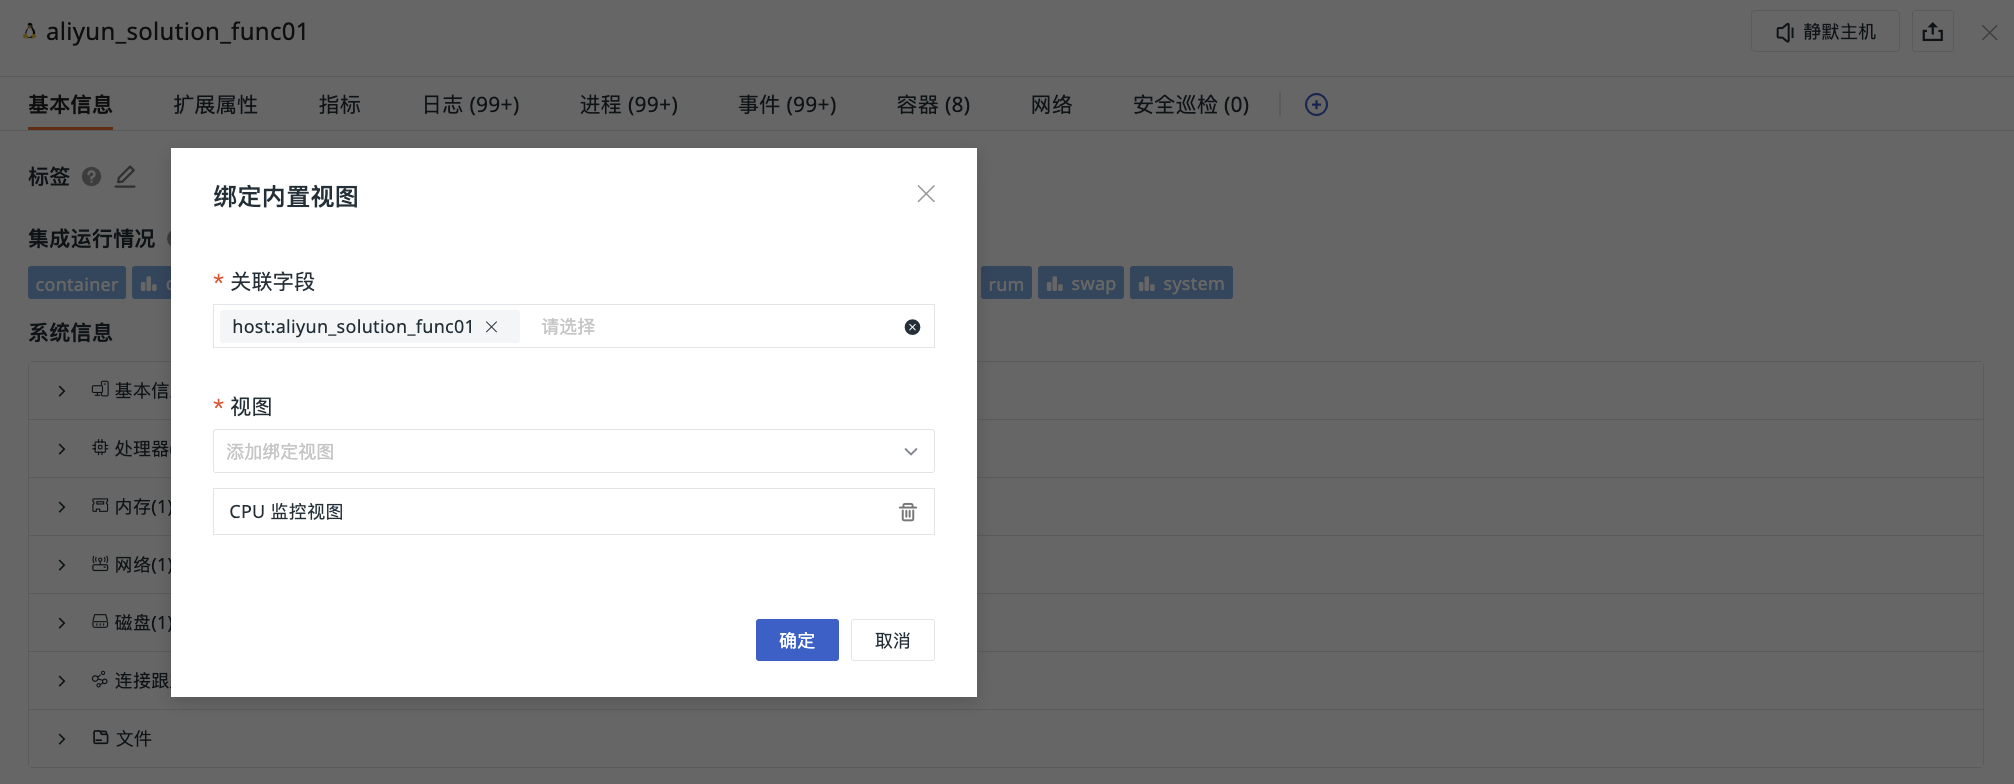 aliyun_solution_func01
静默主机
基本信息 扩展属性 指标 日志 (99+) 进程 (99+) 事件 (99+) 容器 (8) 网络 安全巡检 (0)
标签
绑定内置视图
集成运行情况
* 关联字段
container rum swap system
host:aliyun_solution_func01 请选择
系统信息
基本信
* 视图
处理器
添加绑定视图
内存(1)
CPU 监控视图
网络(1)
磁盘(1)
确定 取消
连接跟
文件